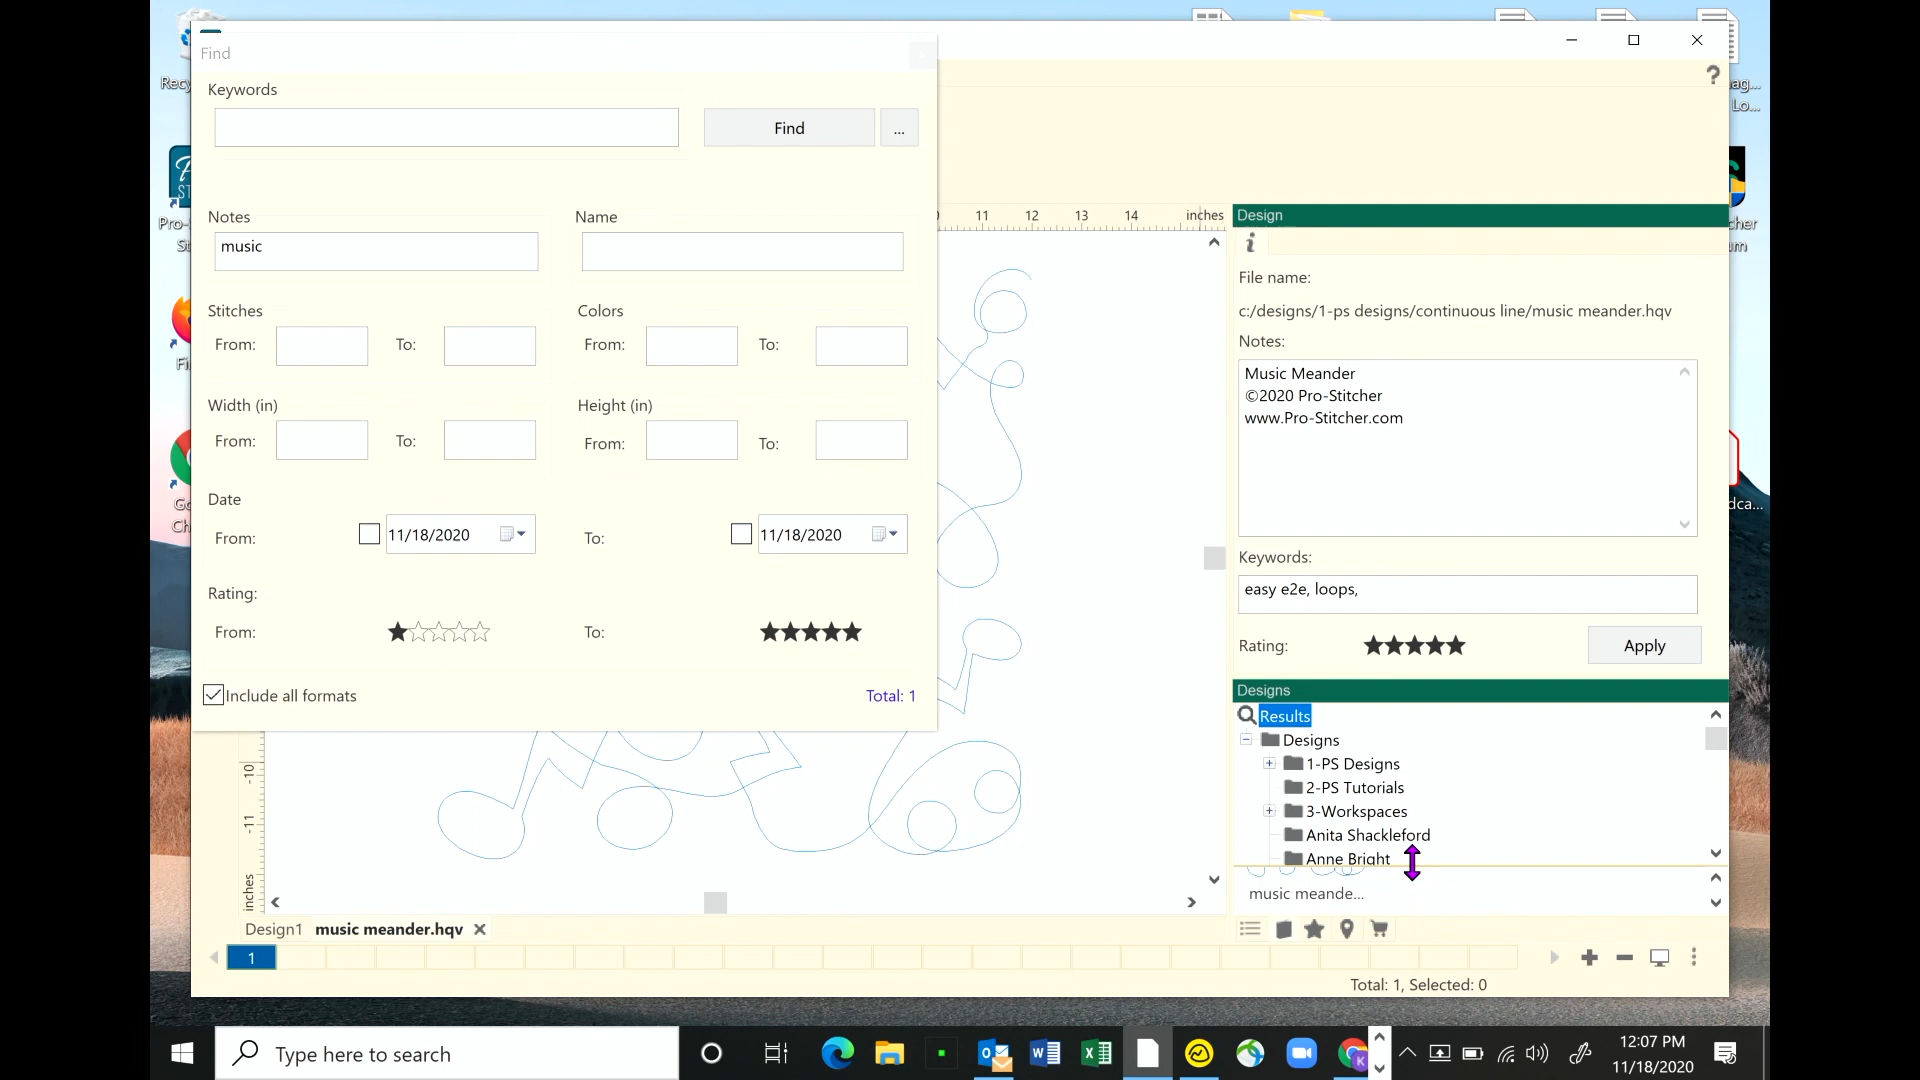 Find
Keywords
Find
...
Notes
Name
music
Stitches
Colors
From:
To:
From:
To:
Width (in)
Height (in)
From:
To:
From:
To:
Date
From:
11/18/2020
To:
11/18/2020
Rating:
From:
To:
Include all formats
Total: 1
11
12
13
14
inches
-10
-11
inches
Design1
music meander.hqv
1
?
Design
i
File name:
c:/designs/1-ps designs/continuous line/music meander.hqv
Notes:
Music Meander
©2020 Pro-Stitcher
www.Pro-Stitcher.com
Keywords:
easy e2e, loops,
Rating:
Apply
Designs
Results
Designs
1-PS Designs
2-PS Tutorials
3-Workspaces
Anita Shackleford
Anne Bright
music meande...
Total: 1, Selected: 0
Type here to search
12:07 PM
11/18/2020